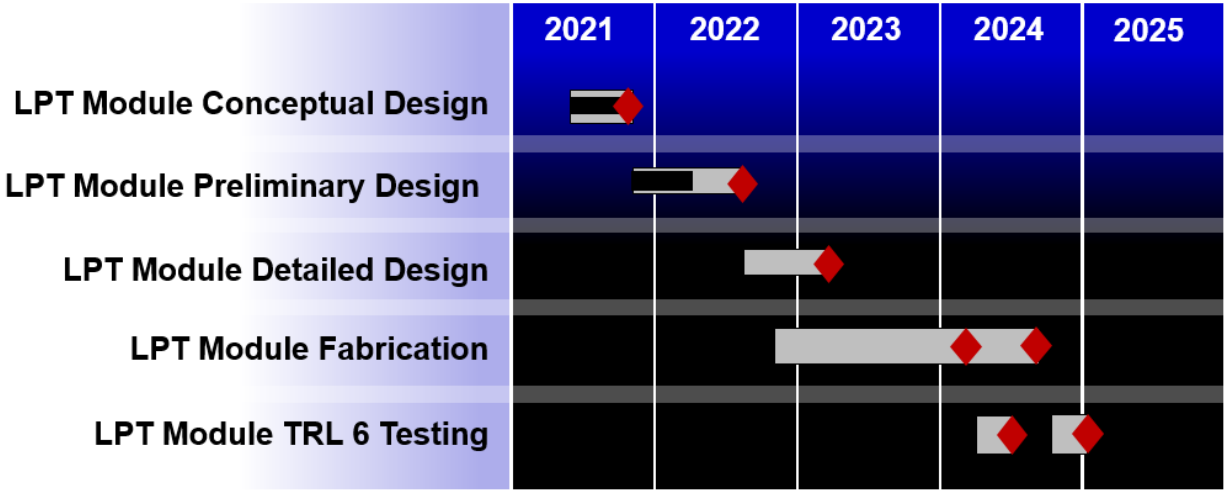 2021 2022 2023 2024 2025
LPT Module Conceptual Design
LPT Module Preliminary Design
LPT Module Detailed Design
LPT Module Fabrication
LPT Module TRL 6 Testing